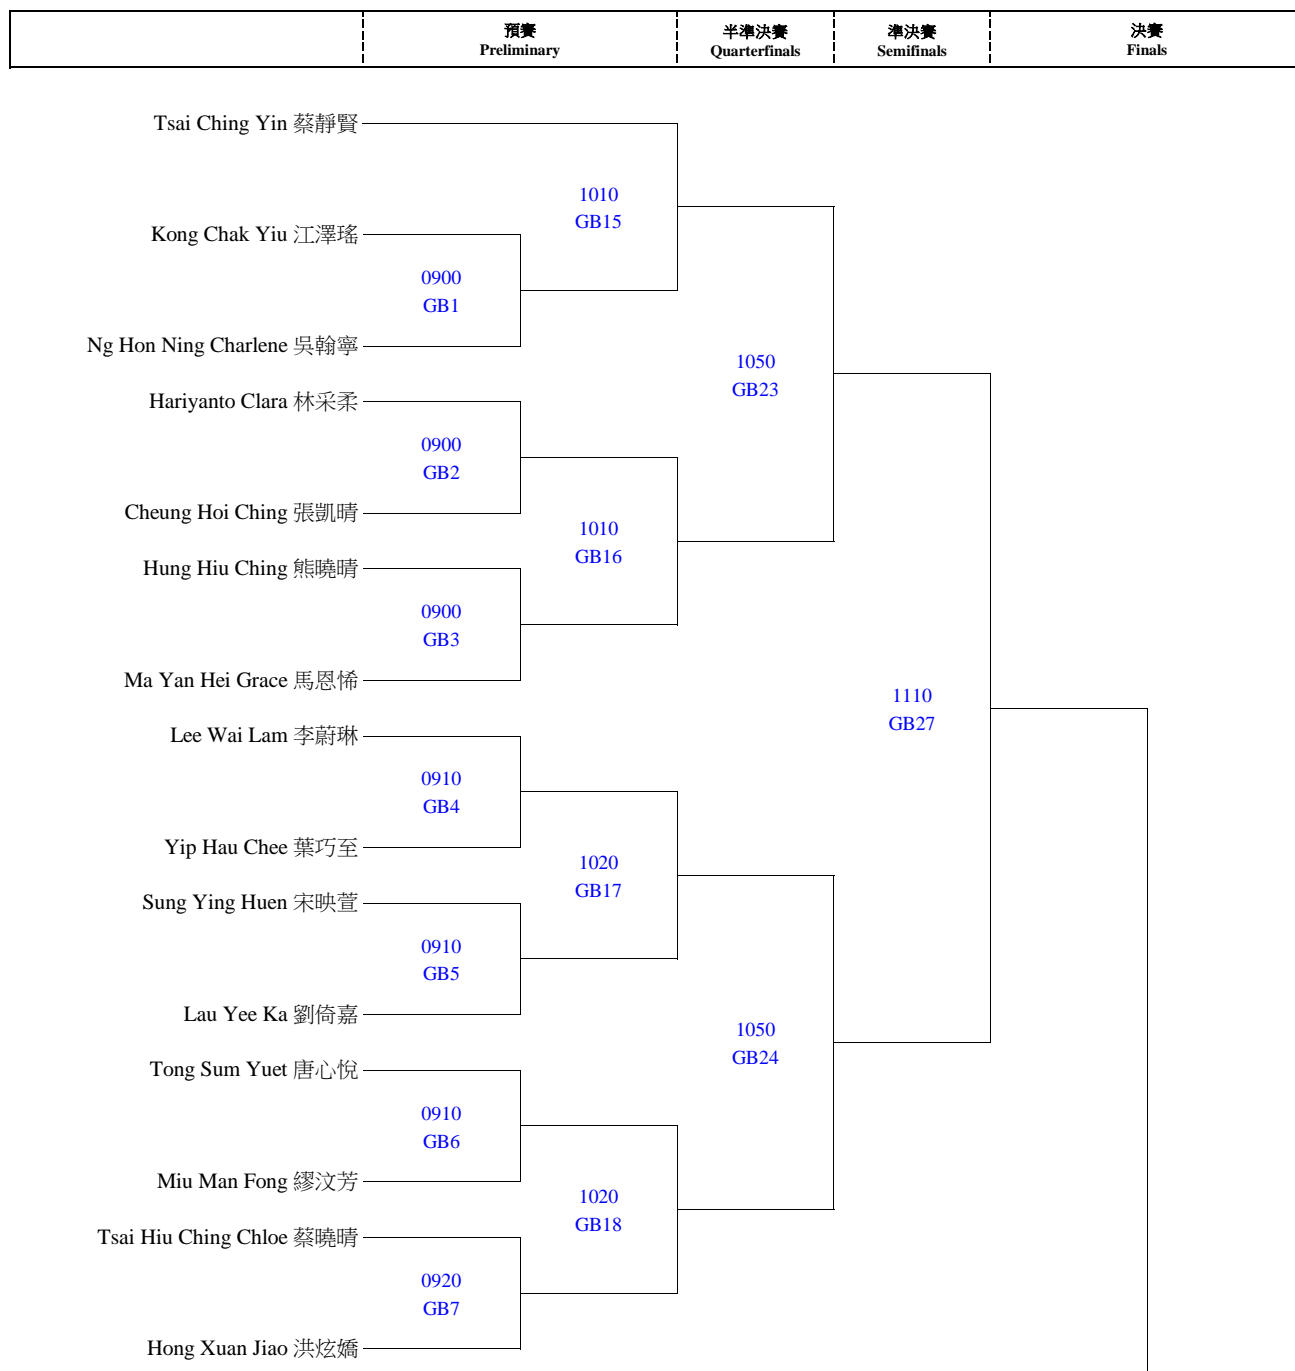 預賽
Preliminary
半準決賽
Quarterfinals
準決賽
Semifinals
決賽
Finals
Tsai Ching Yin 蔡靜賢
1010
GB15
Kong Chak Yiu 江澤瑤
0900
GB1
Ng Hon Ning Charlene 吳翰寧
1050
GB23
Hariyanto Clara 林采柔
0900
GB2
Cheung Hoi Ching 張凱晴
1010
GB16
Hung Hiu Ching 熊曉晴
0900
GB3
Ma Yan Hei Grace 馬恩悕
1110
GB27
Lee Wai Lam 李蔚琳
0910
GB4
Yip Hau Chee 葉巧至
1020
GB17
Sung Ying Huen 宋映萱
0910
GB5
Lau Yee Ka 劉倚嘉
1050
GB24
Tong Sum Yuet 唐心悅
0910
GB6
Miu Man Fong 繆汶芳
1020
GB18
Tsai Hiu Ching Chloe 蔡曉晴
0920
GB7
Hong Xuan Jiao 洪炫嬌